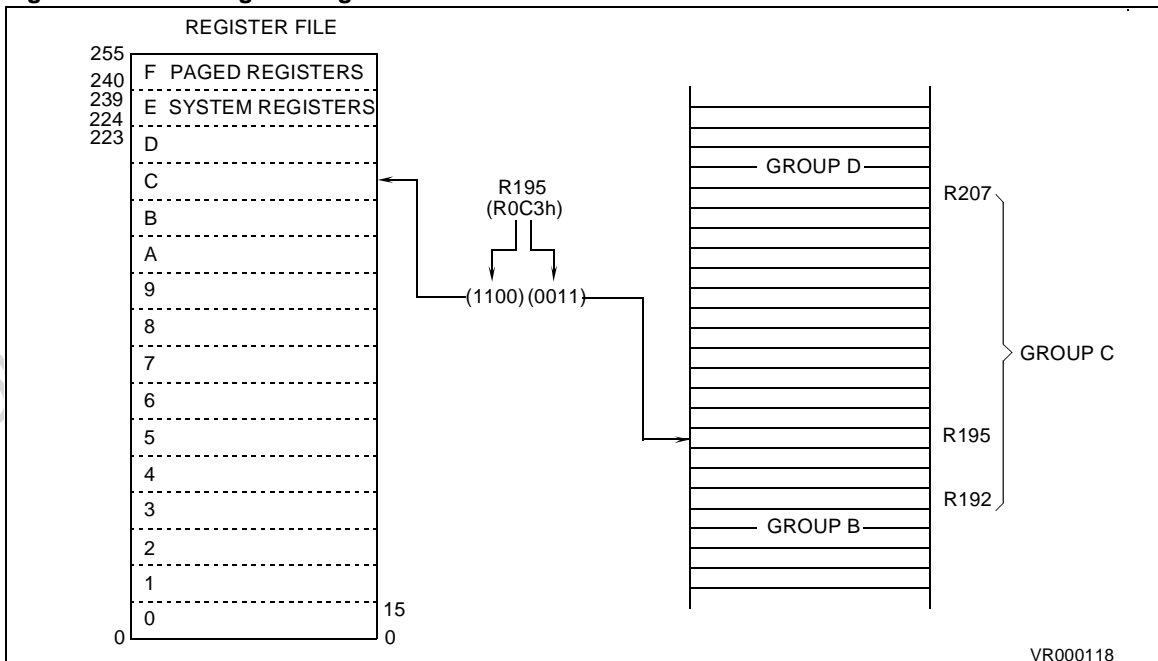 REGISTER FILE
255
240
239
224
223
F PAGED REGISTERS
E SYSTEM REGISTERS
D
C
B
A
9
8
7
6
5
4
3
2
1
0
15
0
0
R195
(R0C3h)
(1100) (0011)
GROUP D
R207
GROUP C
R195
R192
GROUP B
VR000118